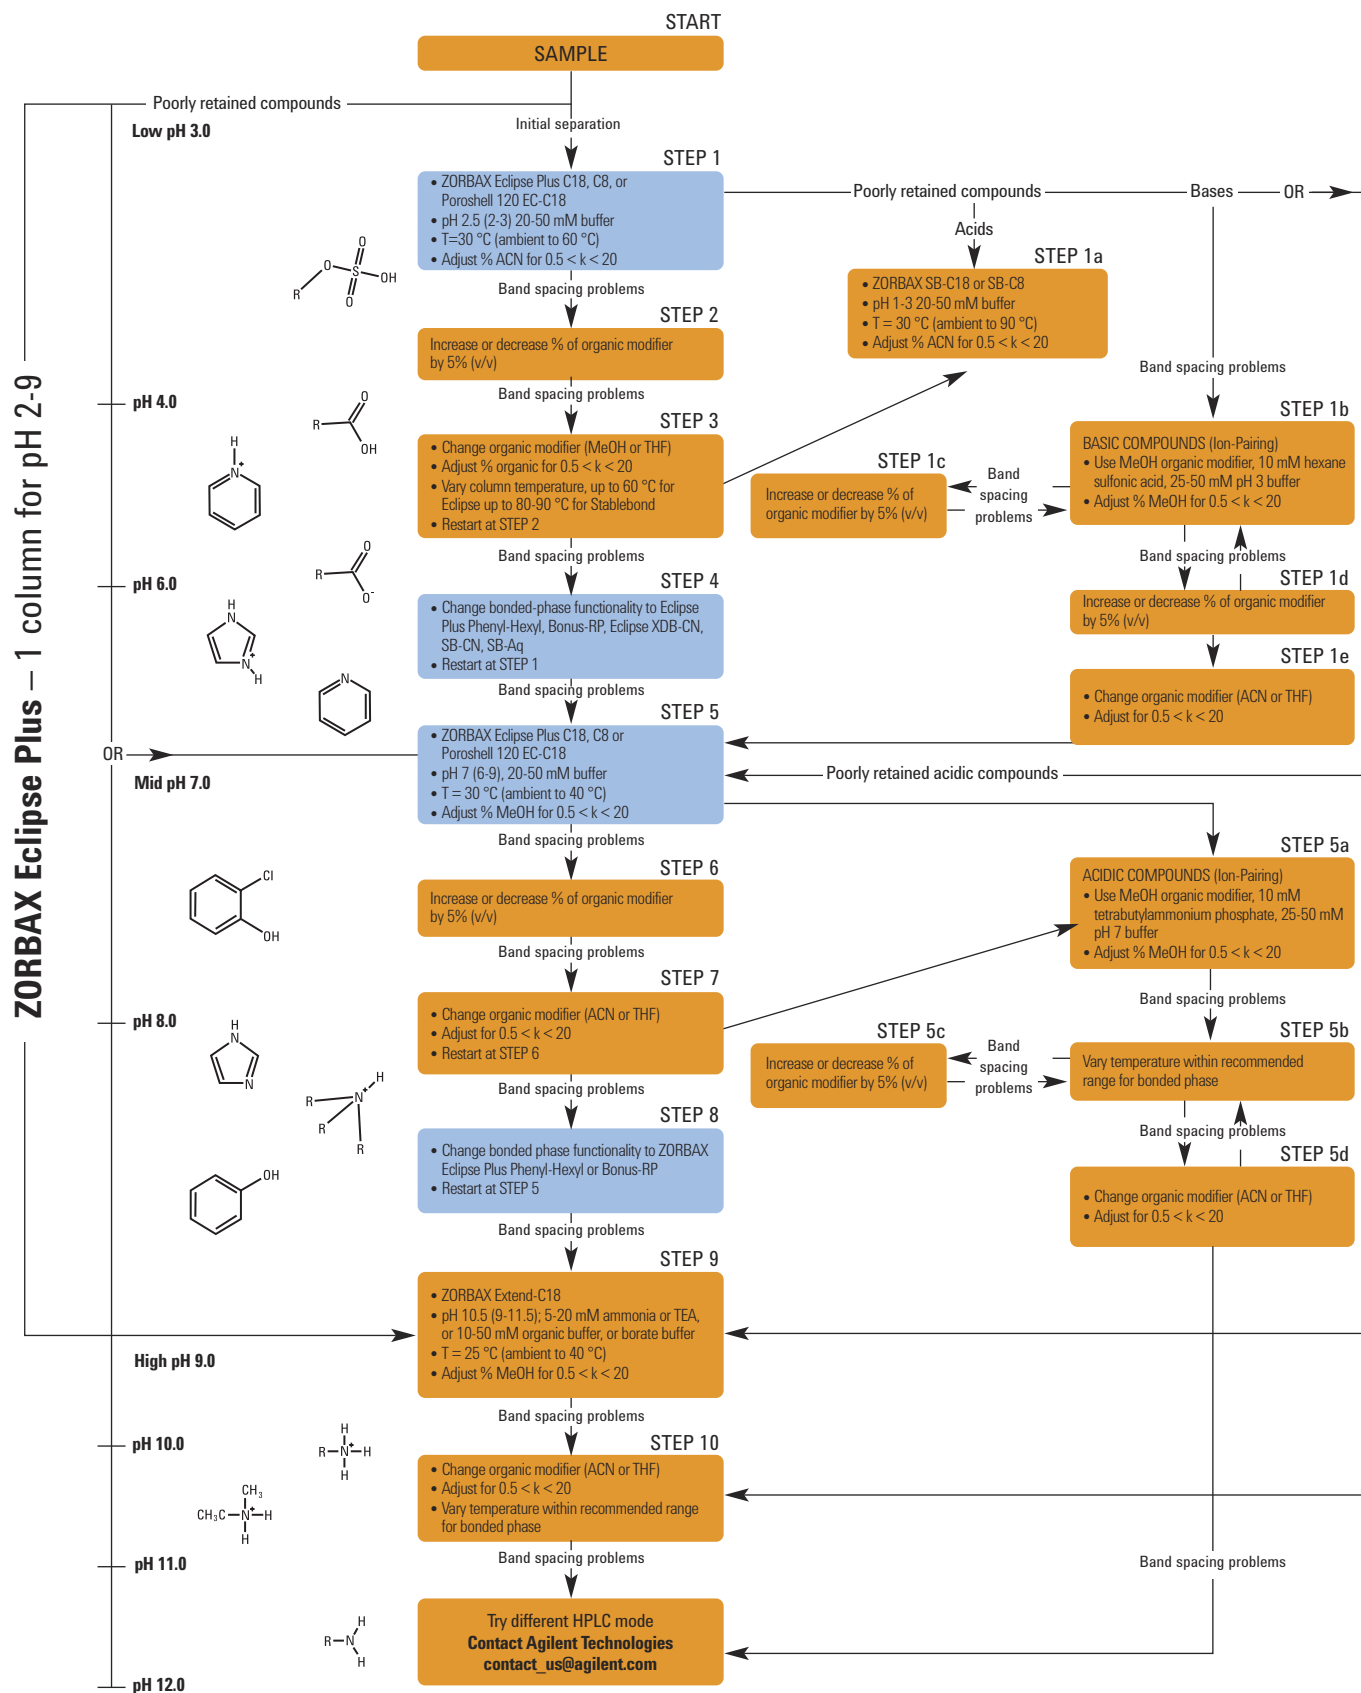 START
SAMPLE
Poorly retained compounds
Low pH 3.0
Initial separation
STEP 1
• ZORBAX Eclipse Plus C18, C8, or
Poroshell 120 EC-C18
• pH 2.5 (2-3) 20-50 mM buffer
• T=30 °C (ambient to 60 °C)
• Adjust % ACN for 0.5 < k < 20
Poorly retained compounds
Bases
OR
Acids
STEP 1a
• ZORBAX SB-C18 or SB-C8
• pH 1-3 20-50 mM buffer
• T = 30 °C (ambient to 90 °C)
• Adjust % ACN for 0.5 < k < 20
O
O
S
OH
R
O
Band spacing problems
STEP 2
Increase or decrease % of organic modifier
by 5% (v/v)
Band spacing problems
pH 4.0
STEP 3
• Change organic modifier (MeOH or THF)
• Adjust % organic for 0.5 < k < 20
• Vary column temperature, up to 60 °C for
Eclipse up to 80-90 °C for Stablebond
• Restart at STEP 2
O
R
OH
H
N
+
Band spacing problems
STEP 1b
BASIC COMPOUNDS (Ion-Pairing)
• Use MeOH organic modifier, 10 mM hexane
sulfonic acid, 25-50 mM pH 3 buffer
• Adjust % MeOH for 0.5 < k < 20
STEP 1c
Increase or decrease % of
organic modifier by 5% (v/v)
Band
spacing
problems
Band spacing problems
STEP 1d
Increase or decrease % of organic modifier
by 5% (v/v)
STEP 1e
• Change organic modifier (ACN or THF)
• Adjust for 0.5 < k < 20
Band spacing problems
pH 6.0
O
R
O-
H
N
N
+
H
N
STEP 4
• Change bonded-phase functionality to Eclipse
Plus Phenyl-Hexyl, Bonus-RP, Eclipse XDB-CN,
SB-CN, SB-Aq
• Restart at STEP 1
Band spacing problems
ZORBAX Eclipse Plus – 1 column for pH 2-9
STEP 5
OR
Mid pH 7.0
• ZORBAX Eclipse Plus C18, C8 or
Poroshell 120 EC-C18
• pH 7 (6-9), 20-50 mM buffer
• T = 30 °C (ambient to 40 °C)
• Adjust % MeOH for 0.5 < k < 20
Poorly retained acidic compounds
Band spacing problems
STEP 6
Increase or decrease % of organic modifier
by 5% (v/v)
Cl
OH
STEP 5a
ACIDIC COMPOUNDS (Ion-Pairing)
• Use MeOH organic modifier, 10 mM
tetrabutylammonium phosphate, 25-50 mM
pH 7 buffer
• Adjust % MeOH for 0.5 < k < 20
Band spacing problems
STEP 7
• Change organic modifier (ACN or THF)
• Adjust for 0.5 < k < 20
• Restart at STEP 6
pH 8.0
H
N
N
Band spacing problems
STEP 5b
Vary temperature within recommended
range for bonded phase
STEP 5c
Increase or decrease % of
organic modifier by 5% (v/v)
Band
spacing
problems
Band spacing problems
STEP 5d
• Change organic modifier (ACN or THF)
• Adjust for 0.5 < k < 20
Band spacing problems
H
N
+
R
R
R
STEP 8
• Change bonded phase functionality to ZORBAX
Eclipse Plus Phenyl-Hexyl or Bonus-RP
• Restart at STEP 5
OH
Band spacing problems
STEP 9
• ZORBAX Extend-C18
• pH 10.5 (9-11.5); 5-20 mM ammonia or TEA,
or 10-50 mM organic buffer, or borate buffer
• T = 25 °C (ambient to 40 °C)
• Adjust % MeOH for 0.5 < k < 20
High pH 9.0
Band spacing problems
STEP 10
pH 10.0
H
R
N
+
H
H
• Change organic modifier (ACN or THF)
• Adjust for 0.5 < k < 20
• Vary temperature within recommended range
for bonded phase
CH3
CH3C
N
+
H
H
Band spacing problems
pH 11.0
Band spacing problems
Try different HPLC mode
Contact Agilent Technologies
contact_us@agilent.com
H
R
N
H
pH 12.0